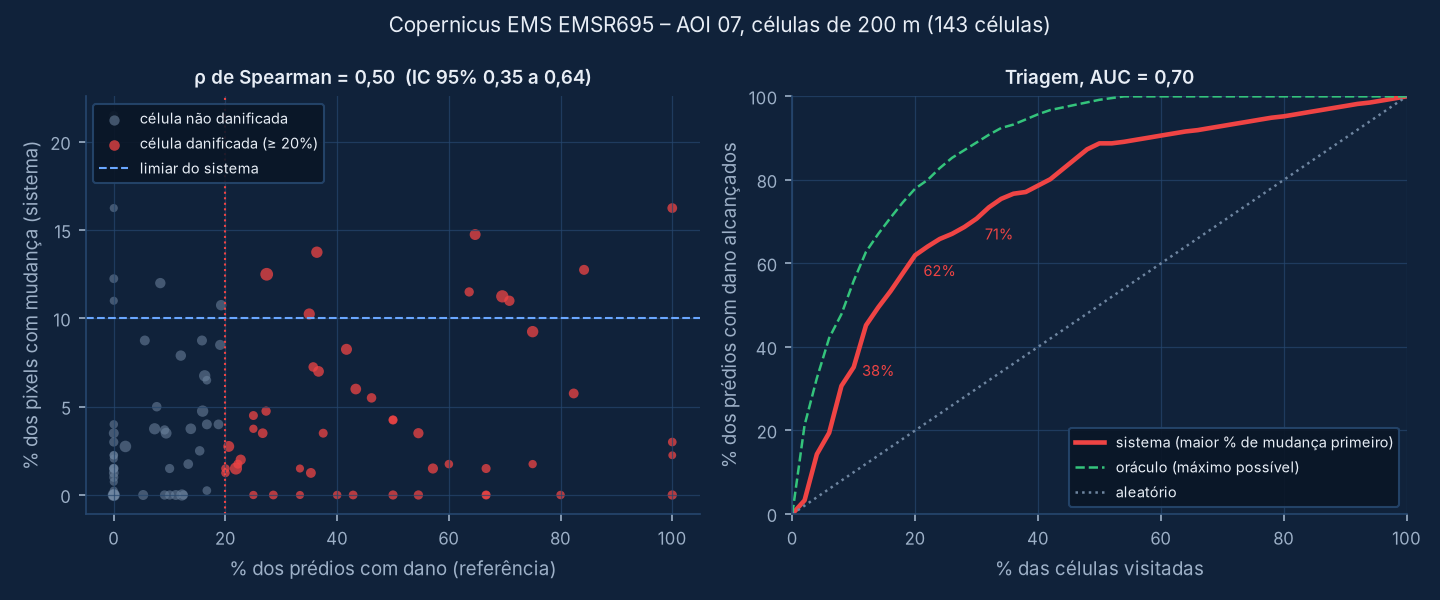 Copernicus EMS EMSR695 – AOI 07, células de 200 m (143 células)
ρ de Spearman = 0,50 (IC 95% 0,35 a 0,64)
célula não danificada
célula danificada (≥ 20%)
limiar do sistema
% dos pixels com mudança (sistema)
20
15
10
5
0
0
20
40
60
80
100
% dos prédios com dano (referência)
Triagem, AUC = 0,70
% dos prédios com dano alcançados
100
80
60
40
20
0
71%
62%
38%
sistema (maior % de mudança primeiro)
oráculo (máximo possível)
aleatório
0
20
40
60
80
100
% das células visitadas